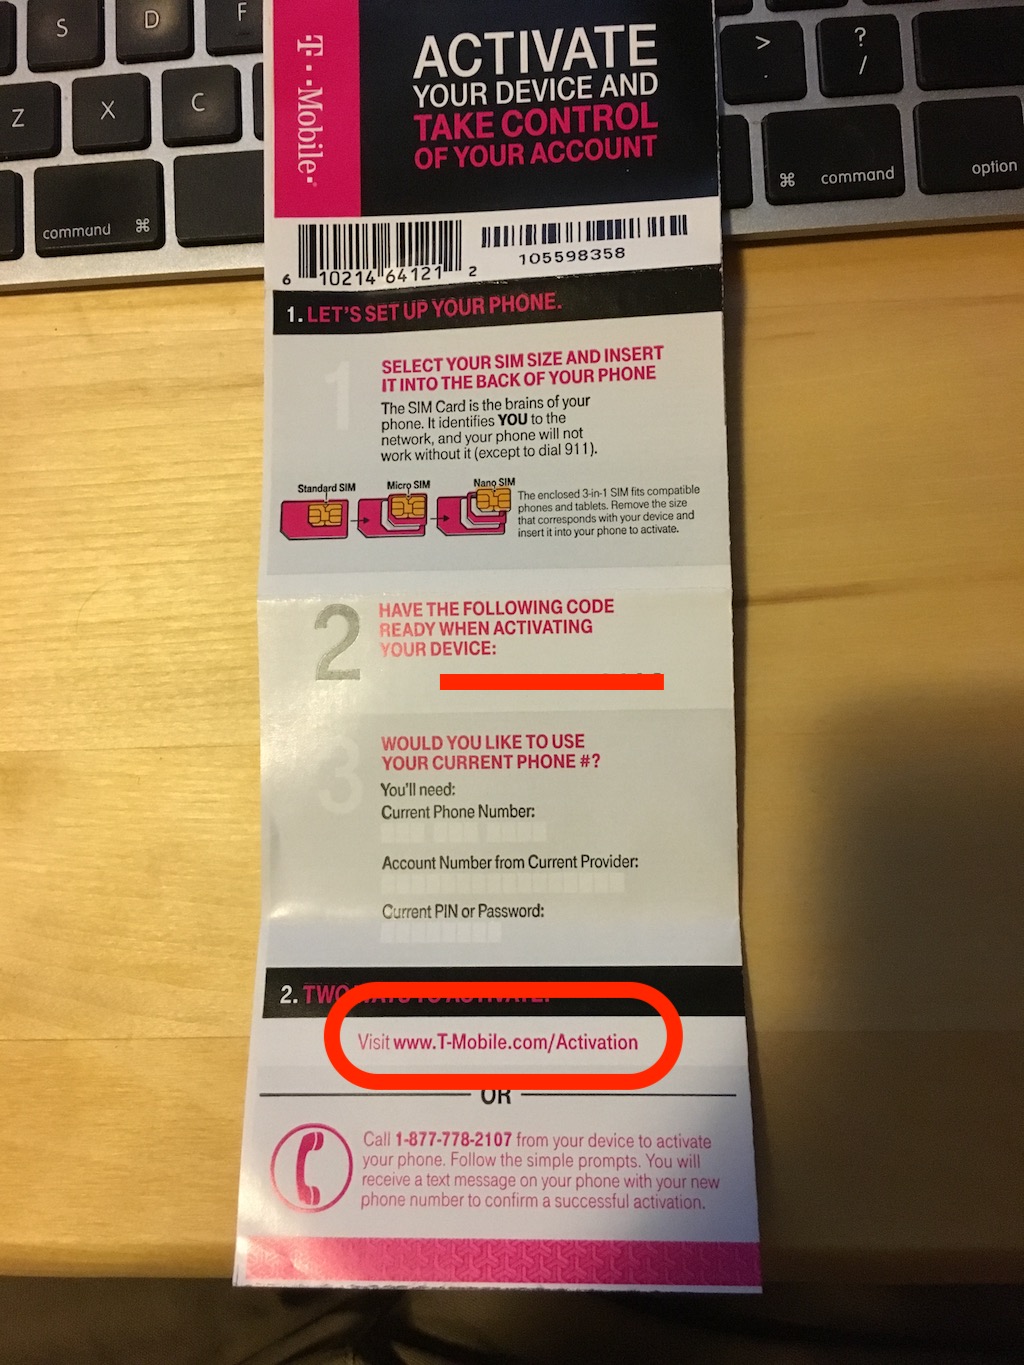 S
D
F
Z
X
C
command ⌘
>
.
?
/
⌘ command
option
T··Mobile·
ACTIVATE
YOUR DEVICE AND
TAKE CONTROL
OF YOUR ACCOUNT
6 10214 64121 2
105598358
1. LET'S SET UP YOUR PHONE.
1
SELECT YOUR SIM SIZE AND INSERT
IT INTO THE BACK OF YOUR PHONE
The SIM Card is the brains of your
phone. It identifies YOU to the
network, and your phone will not
work without it (except to dial 911).
Standard SIM
Micro SIM
Nano SIM
The enclosed 3-in-1 SIM fits compatible
phones and tablets. Remove the size
that corresponds with your device and
insert it into your phone to activate.
2
HAVE THE FOLLOWING CODE
READY WHEN ACTIVATING
YOUR DEVICE:
3
WOULD YOU LIKE TO USE
YOUR CURRENT PHONE #?
You'll need:
Current Phone Number:
Account Number from Current Provider:
Current PIN or Password:
2. TWO WAYS TO ACTIVATE.
Visit www.T-Mobile.com/Activation
OR
Call 1-877-778-2107 from your device to activate
your phone. Follow the simple prompts. You will
receive a text message on your phone with your new
phone number to confirm a successful activation.